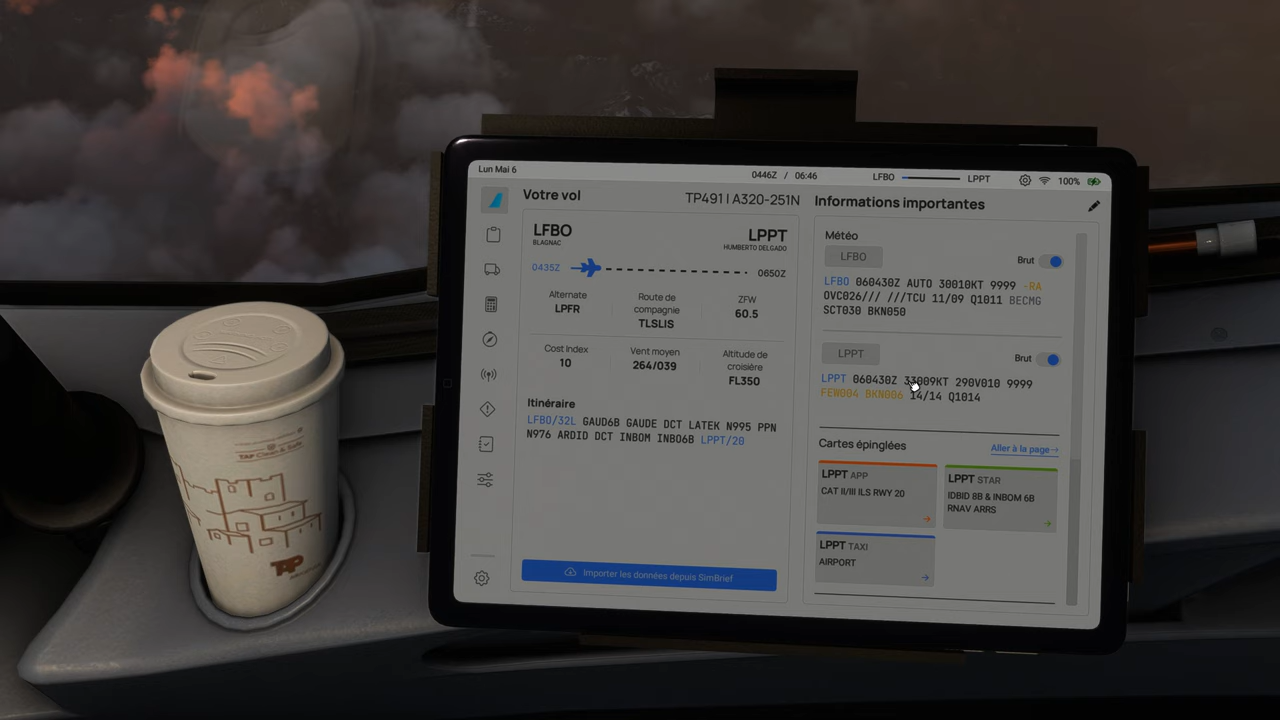 Lun Mai 6
0446Z / 06:46
LFBO
LPPT
100%
Votre vol
TP491 | A320-251N
LFBO
BLAGNAC
LPPT
HUMBERTO DELGADO
0435Z
0650Z
Alternate
LPFR
Route de
compagnie
TLSLIS
ZFW
60.5
Cost Index
10
Vent moyen
264/039
Altitude de
croisière
FL350
Itinéraire
LFBO/32L GAUD6B GAUDE DCT LATEK N995 PPN
N976 ARDID DCT INBOM INBO6B LPPT/20
Importer les données depuis SimBrief
Informations importantes
Météo
LFBO
Brut
LFBO 060430Z AUTO 30010KT 9999 -RA
OVC026/// ///TCU 11/09 Q1011 BECMG
SCT030 BKN050
LPPT
Brut
LPPT 060430Z 33009KT 290V010 9999
FEW004 BKN006 14/14 Q1014
Cartes épinglées
Aller à la page
LPPT APP
CAT II/III ILS RWY 20
LPPT STAR
IDBID 8B & INBOM 6B
RNAV ARRS
LPPT TAXI
AIRPORT
TAP Clean & Safe
TAP